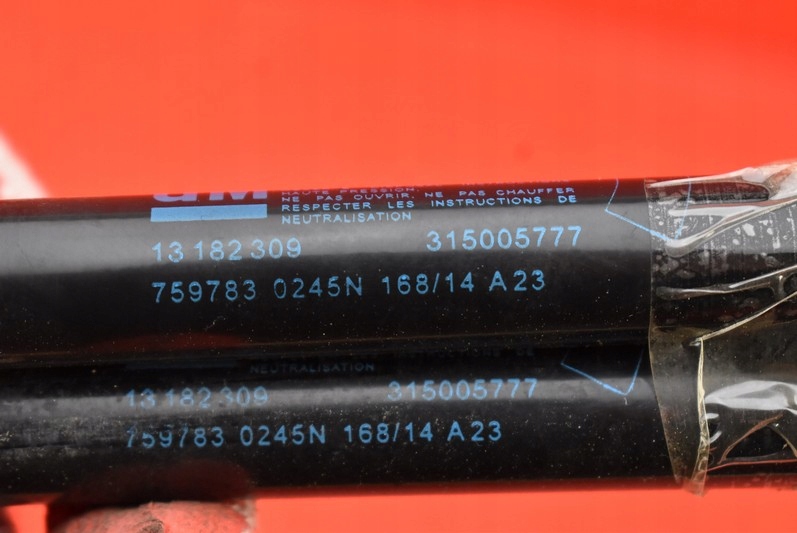 GM
HAUTE PRESSION
NE PAS OUVRIR. NE PAS CHAUFFER
RESPECTER LES INSTRUCTIONS DE
NEUTRALISATION
13 182 309 315005777
759783 0245N 168/14 A23
NEUTRALISATION
13 182 309 315005777
759783 0245N 168/14 A23